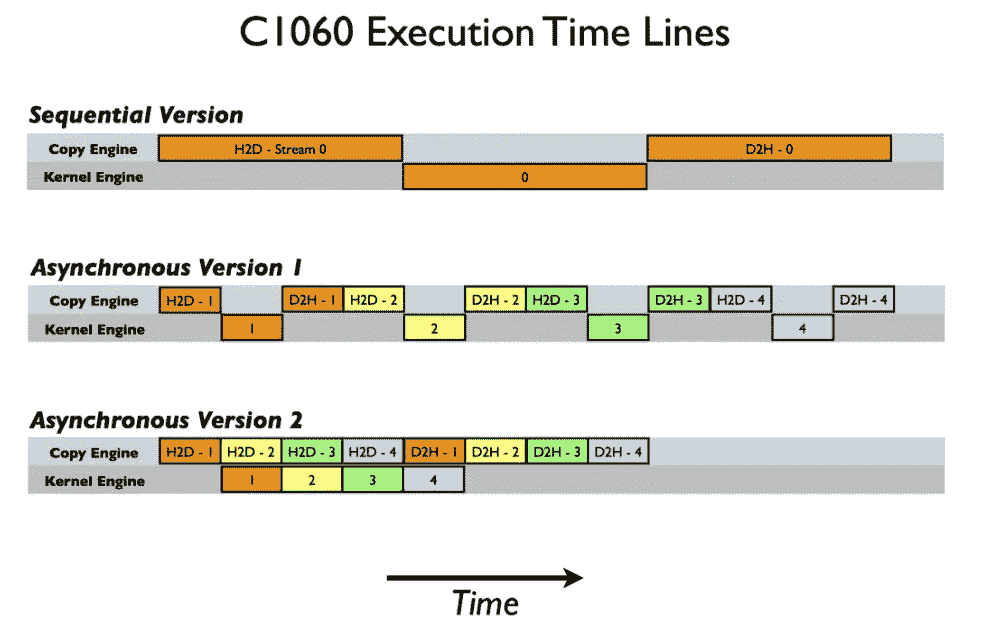 C1060 Execution Time Lines
Sequential Version
Copy Engine H2D - Stream 0 D2H - 0
Kernel Engine 0
Asynchronous Version 1
Copy Engine H2D - 1 D2H - 1 H2D - 2 D2H - 2 H2D - 3 D2H - 3 H2D - 4 D2H - 4
Kernel Engine 1 2 3 4
Asynchronous Version 2
Copy Engine H2D - 1 H2D - 2 H2D - 3 H2D - 4 D2H - 1 D2H - 2 D2H - 3 D2H - 4
Kernel Engine 1 2 3 4
Time